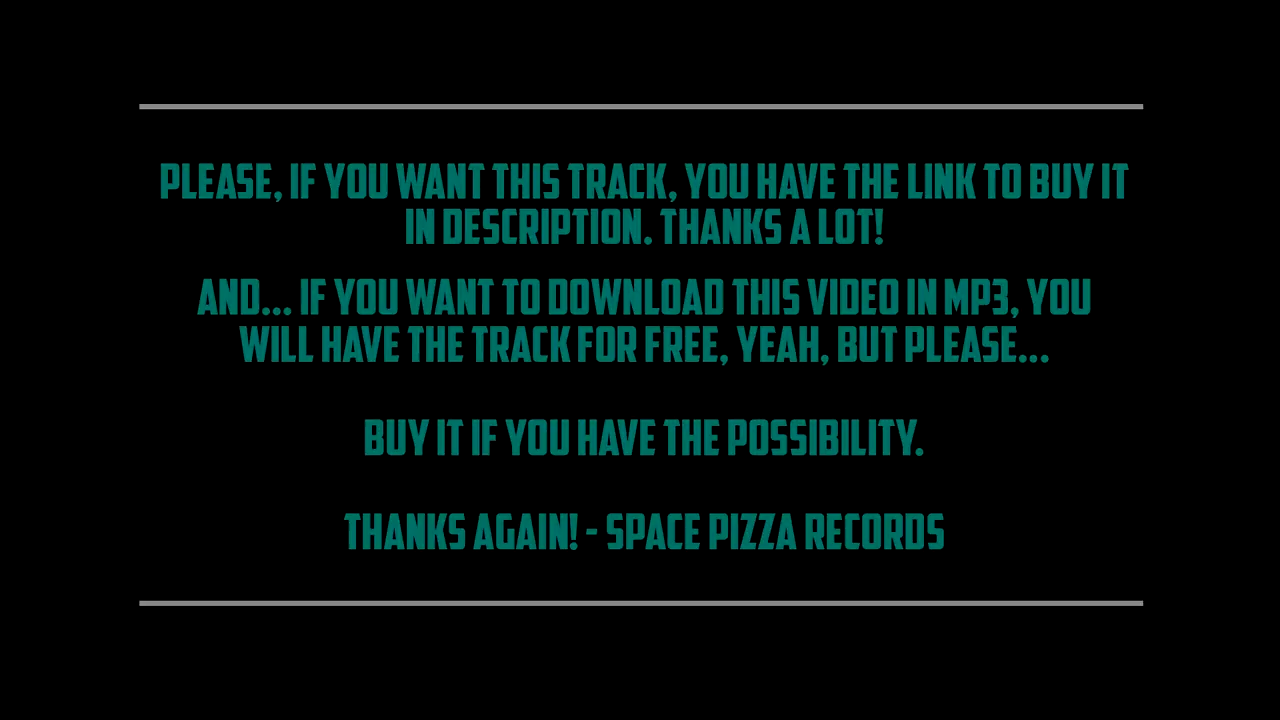 PLEASE, IF YOU WANT THIS TRACK, YOU HAVE THE LINK TO BUY IT
IN DESCRIPTION. THANKS A LOT!
AND... IF YOU WANT TO DOWNLOAD THIS VIDEO IN MP3, YOU
WILL HAVE THE TRACK FOR FREE, YEAH, BUT PLEASE...
BUY IT IF YOU HAVE THE POSSIBILITY.
THANKS AGAIN! - SPACE PIZZA RECORDS